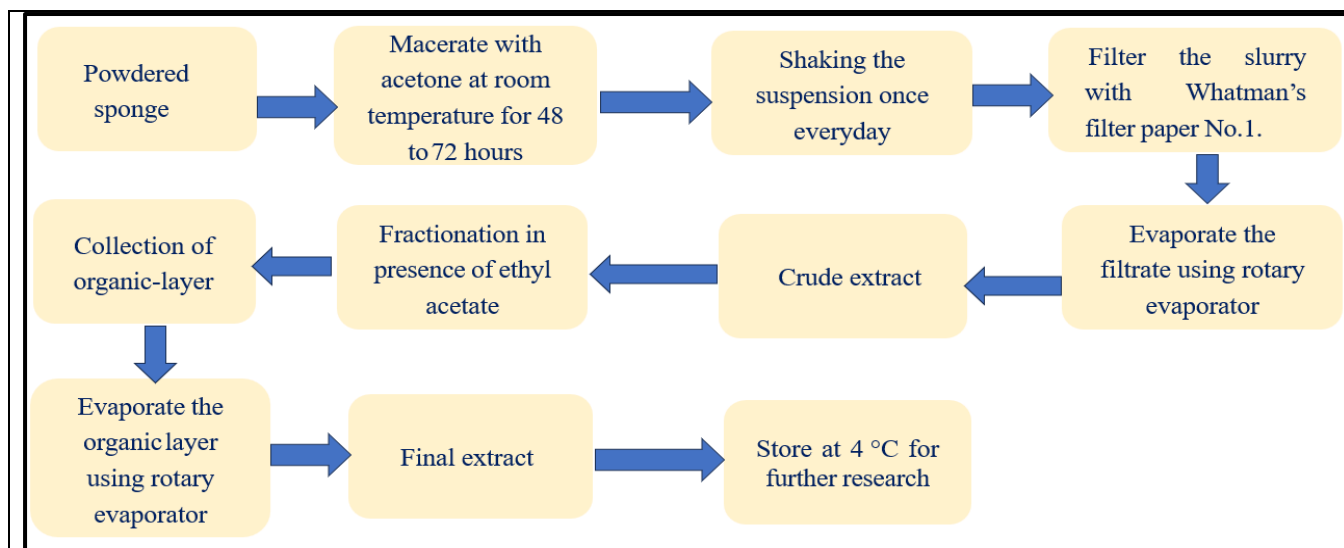 Powdered
sponge
Macerate with
acetone at room
temperature for 48
to 72 hours
Shaking the
suspension once
everyday
Filter the slurry
with Whatman's
filter paper No.1.
Evaporate the
filtrate using rotary
evaporator
Crude extract
Fractionation in
presence of ethyl
acetate
Collection of
organic-layer
Evaporate the
organic layer
using rotary
evaporator
Final extract
Store at 4 °C for
further research